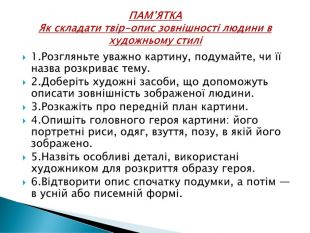 ПАМ'ЯТКА
Як складати твір-опис зовнішності людини в
художньому стилі
1.Розгляньте уважно картину, подумайте, чи її
назва розкриває тему.
2.Доберіть художні засоби, що допоможуть
описати зовнішність зображеної людини.
3.Розкажіть про передній план картини.
4.Опишіть головного героя картини: його
портретні риси, одяг, взуття, позу, в якій його
зображено.
5.Назвіть особливі деталі, використані
художником для розкриття образу героя.
6.Відтворити опис спочатку подумки, а потім —
в усній або писемній формі.